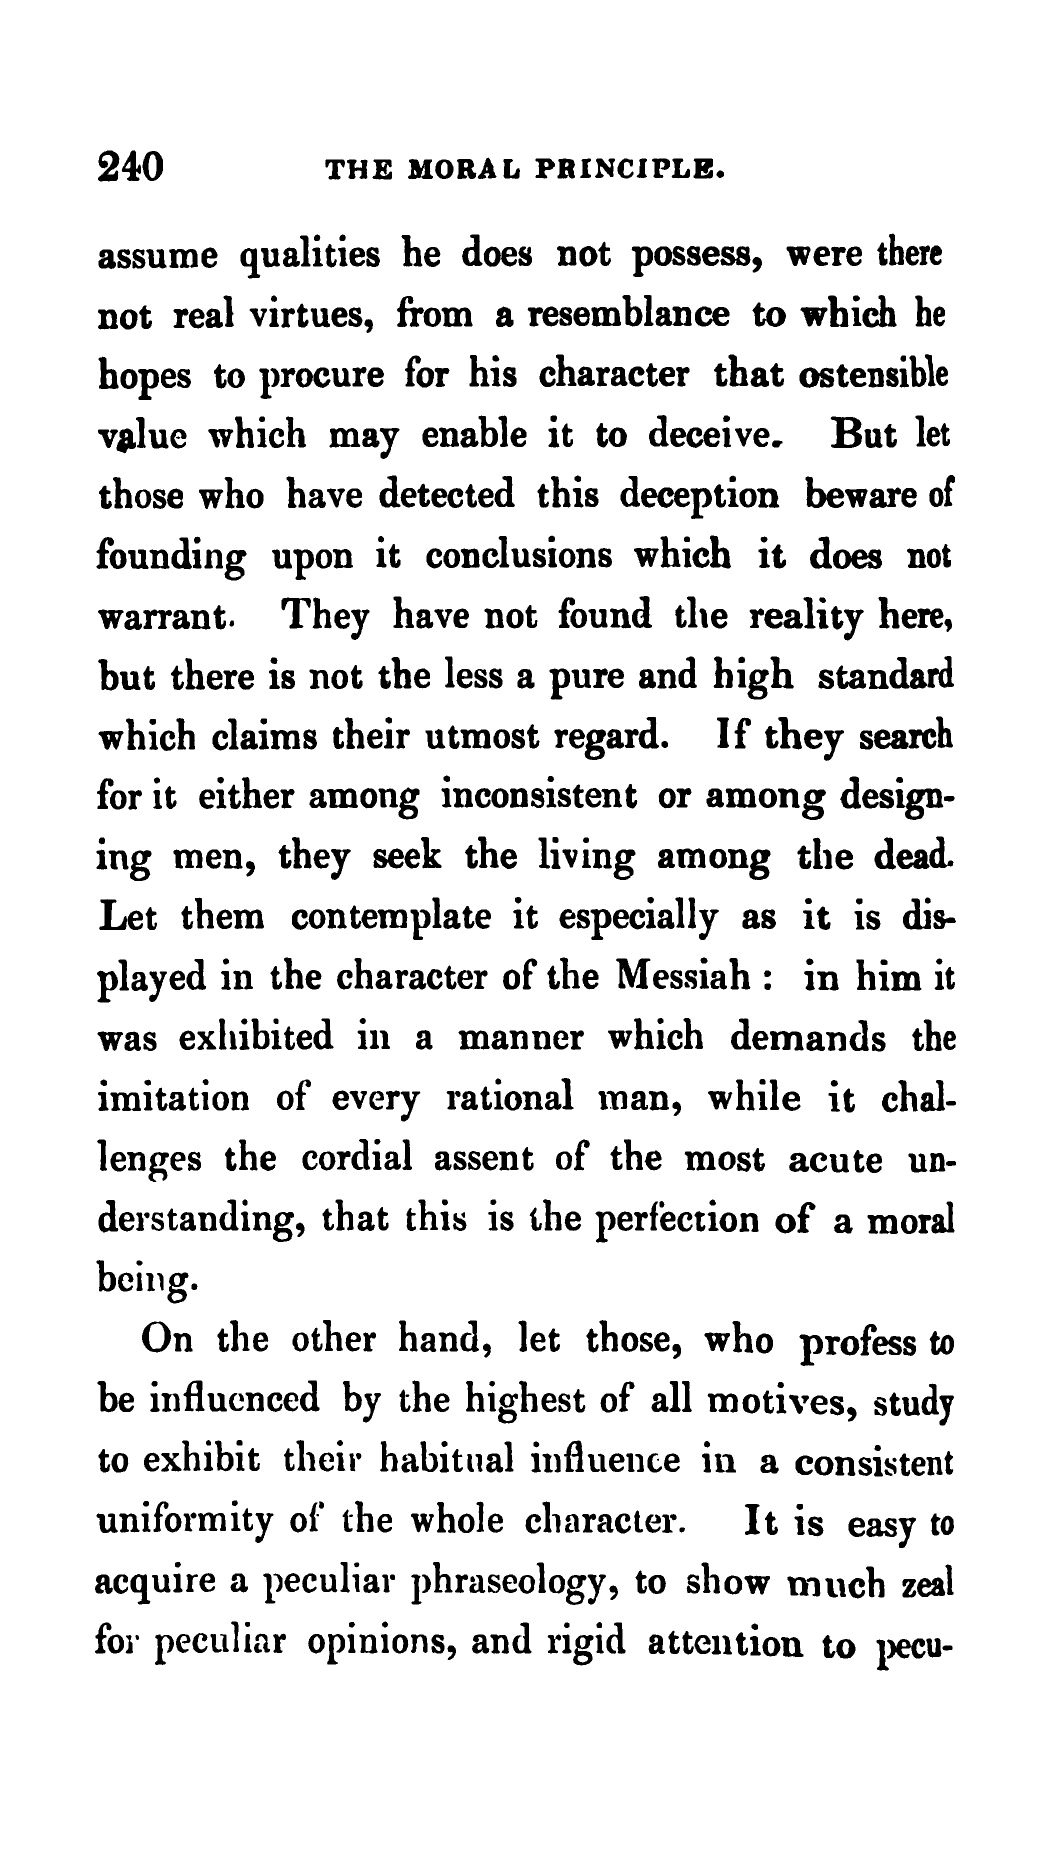 240 THE MORAL PRINCIPLE.
assume qualities he does not possess, were there
not real virtues, from a resemblance to which he
hopes to procure for his character that ostensible
value which may enable it to deceive. But let
those who have detected this deception beware of
founding upon it conclusions which it does not
warrant. They have not found the reality here,
but there is not the less a pure and high standard
which claims their utmost regard. If they search
for it either among inconsistent or among design-
ing men, they seek the living among the dead.
Let them contemplate it especially as it is dis-
played in the character of the Messiah : in him it
was exhibited in a manner which demands the
imitation of every rational man, while it chal-
lenges the cordial assent of the most acute un-
derstanding, that this is the perfection of a moral
being.
On the other hand, let those, who profess to
be influenced by the highest of all motives, study
to exhibit their habitual influence in a consistent
uniformity of the whole character. It is easy to
acquire a peculiar phraseology, to show much zeal
for peculiar opinions, and rigid attention to pecu-